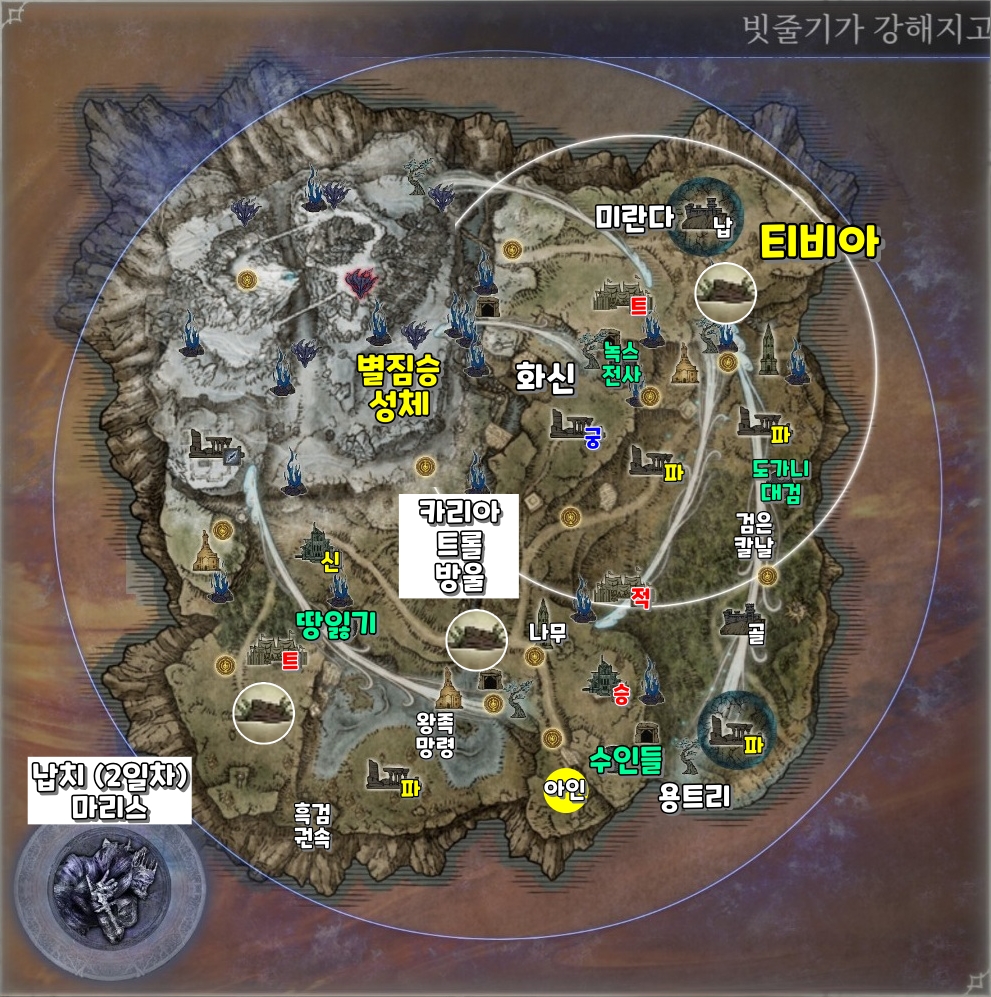 빗줄기가 강해지고
미란다
납
티비아
트
녹스
전사
화신
별짐승
성체
궁
파
파
도가니
대검
검은
칼날
카리아
트롤
방울
신
적
땅잃기
나무
골
트
승
왕족
망령
수인들
파
납치 (2일차)
마리스
파
아인
용트리
흑검
권속